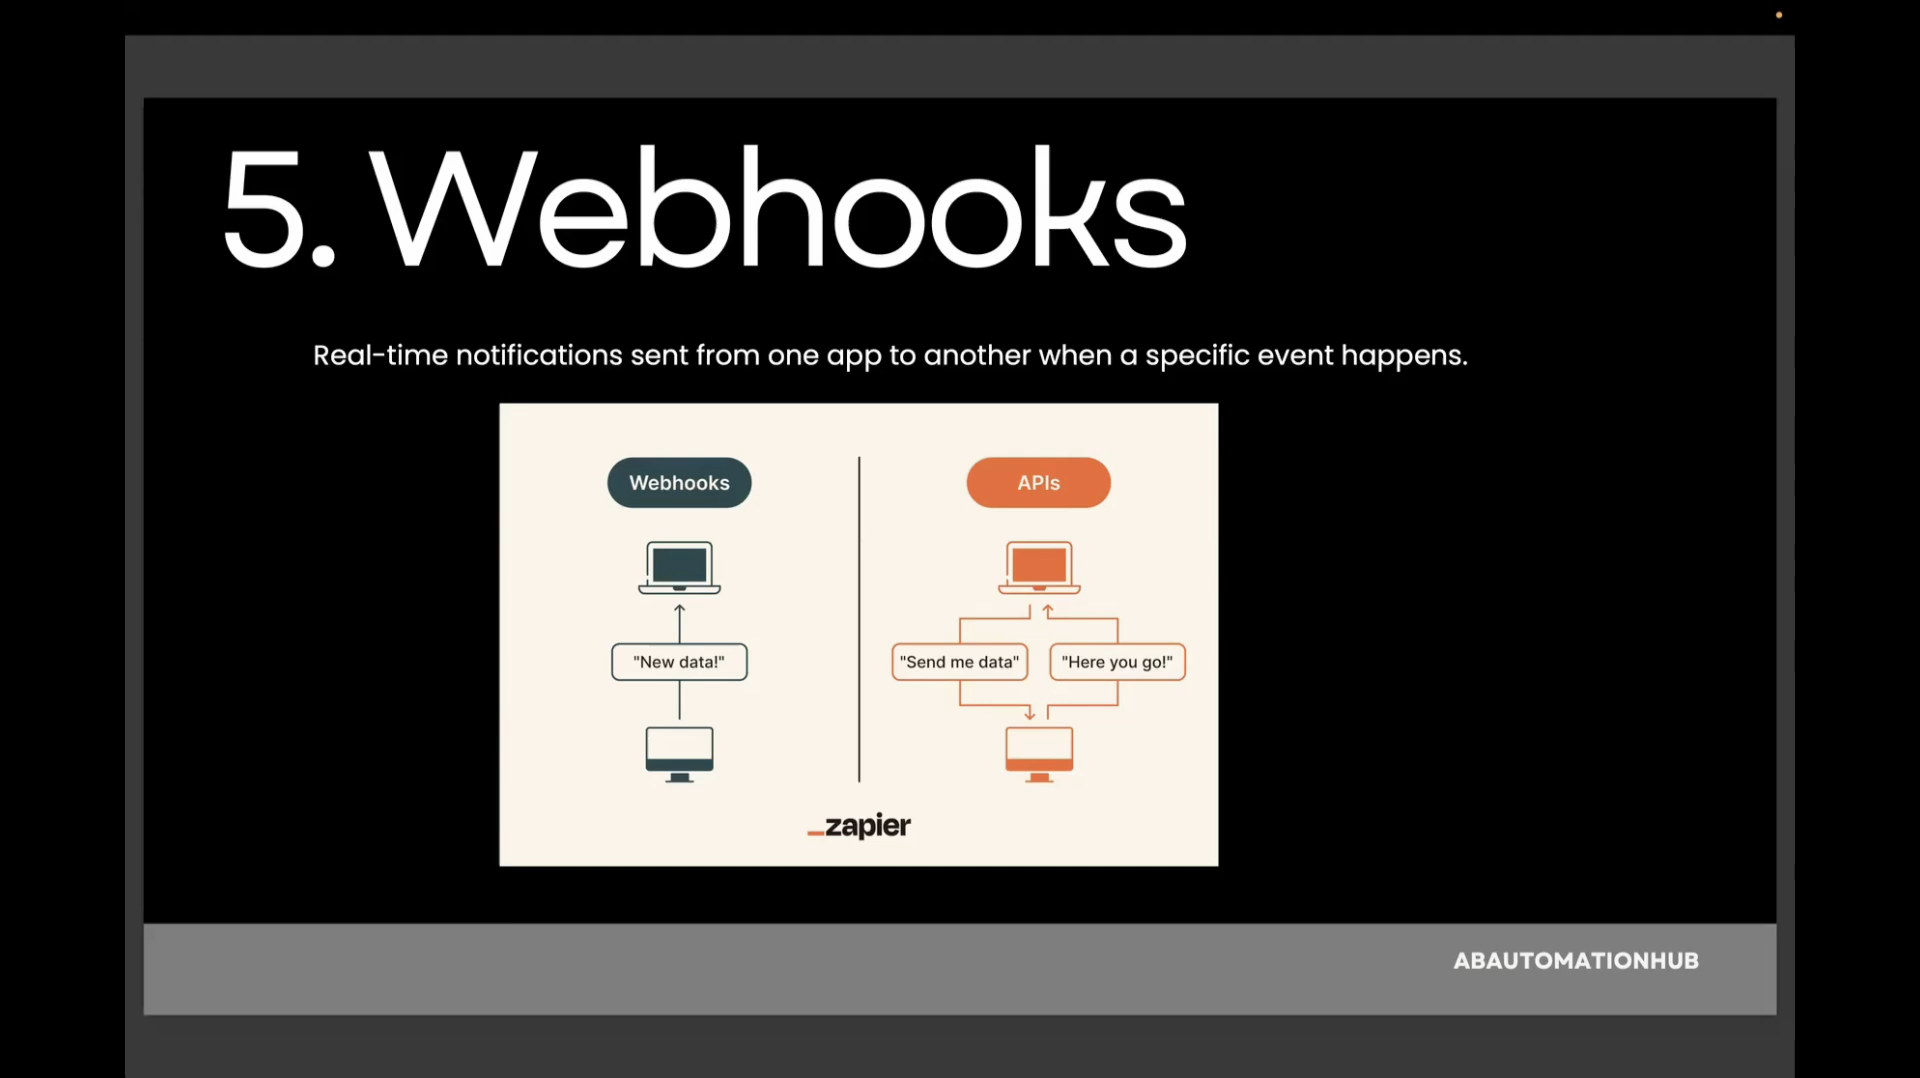 5. Webhooks
Real-time notifications sent from one app to another when a specific event happens.
Webhooks
APIs
"New data!"
"Send me data"
"Here you go!"
_zapier
ABAUTOMATIONHUB